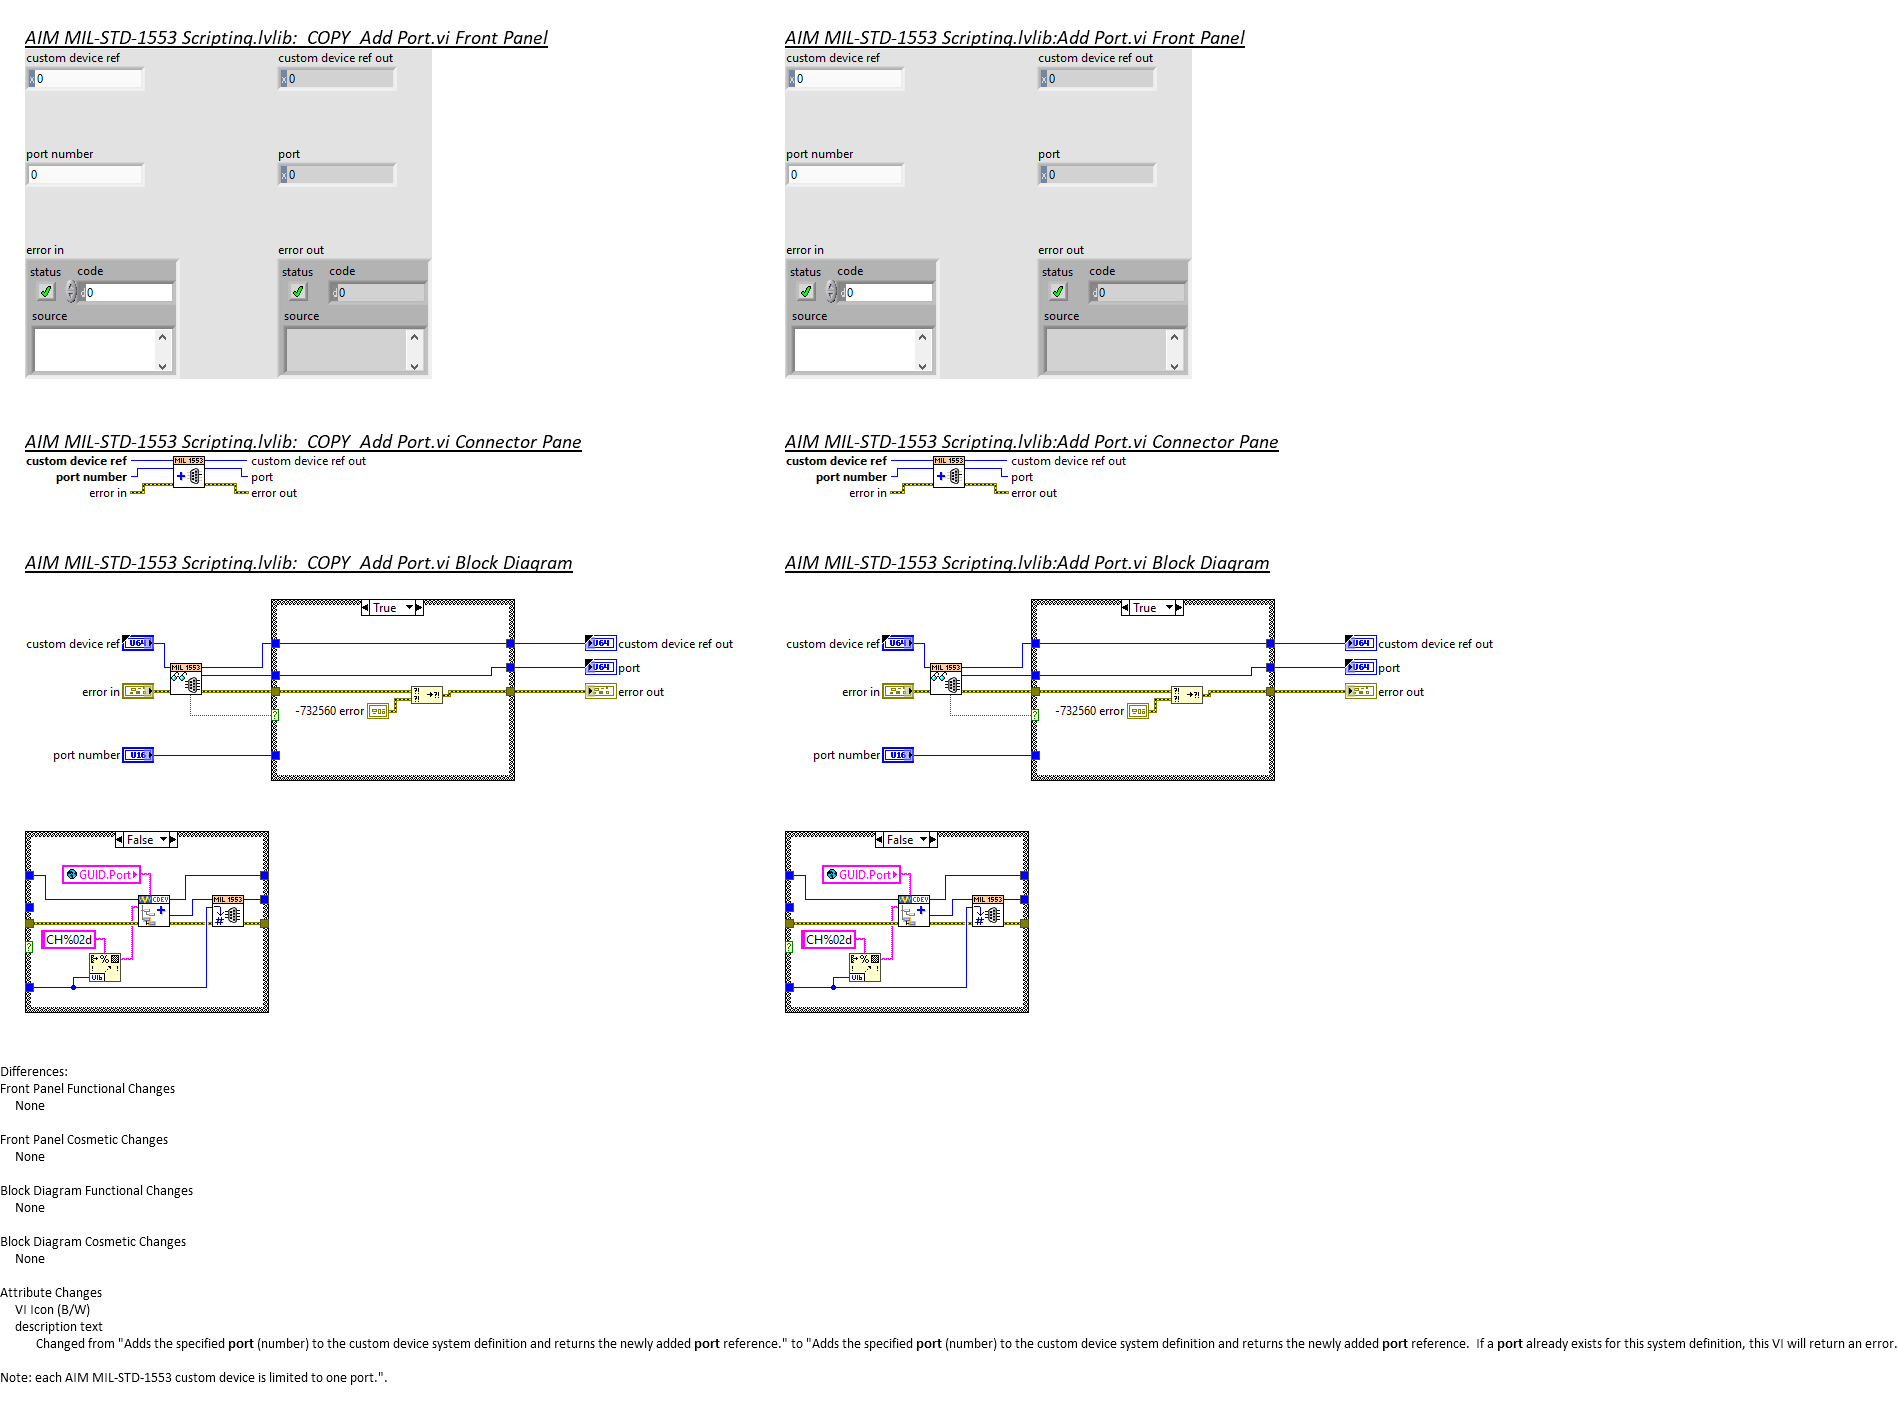 AIM MIL-STD-1553 Scripting.lvlib:_COPY_Add Port.vi Front Panel
custom device ref
custom device ref out
x 0
x 0
port number
port
0
x 0
error in
error out
status code
status code
d 0
d 0
source
source
AIM MIL-STD-1553 Scripting.lvlib:Add Port.vi Front Panel
custom device ref
custom device ref out
x 0
x 0
port number
port
0
x 0
error in
error out
status code
status code
d 0
d 0
source
source
AIM MIL-STD-1553 Scripting.lvlib:_COPY_Add Port.vi Connector Pane
custom device ref
MIL 1553
custom device ref out
port number
port
error in
error out
AIM MIL-STD-1553 Scripting.lvlib:Add Port.vi Connector Pane
custom device ref
MIL 1553
custom device ref out
port number
port
error in
error out
AIM MIL-STD-1553 Scripting.lvlib:_COPY_Add Port.vi Block Diagram
True
custom device ref U64
U64 custom device ref out
MIL 1553
U64 port
error in
error out
?! ?! →?!
?
-732560 error
port number U16
False
GUID.Port
CDEV
MIL 1553
#
?
CH%02d
%
U16
AIM MIL-STD-1553 Scripting.lvlib:Add Port.vi Block Diagram
True
custom device ref U64
U64 custom device ref out
MIL 1553
U64 port
error in
error out
?! ?! →?!
?
-732560 error
port number U16
False
GUID.Port
CDEV
MIL 1553
#
?
CH%02d
%
U16
Differences:
Front Panel Functional Changes
None
Front Panel Cosmetic Changes
None
Block Diagram Functional Changes
None
Block Diagram Cosmetic Changes
None
Attribute Changes
VI Icon (B/W)
description text
Changed from "Adds the specified port (number) to the custom device system definition and returns the newly added port reference." to "Adds the specified port (number) to the custom device system definition and returns the newly added port reference.  If a port already exists for this system definition, this VI will return an error.
Note: each AIM MIL-STD-1553 custom device is limited to one port.".